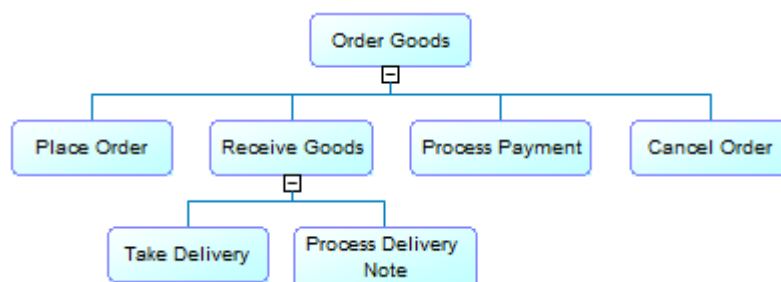 Order Goods
Place Order
Receive Goods
Process Payment
Cancel Order
Take Delivery
Process Delivery
Note